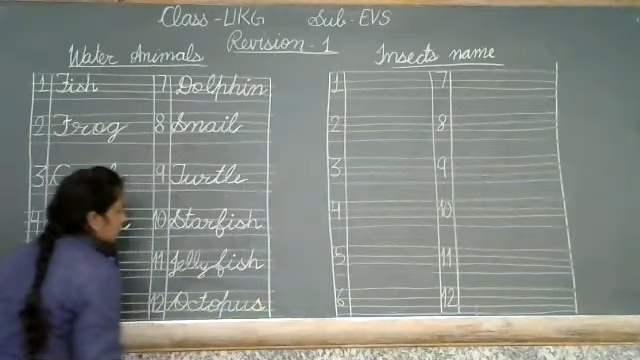 Class - UKG Sub - EVS
Revision - 1
Water Animals
1 Fish 7 Dolphin
2 Frog 8 Snail
3 9 Turtle
4 10 Starfish
11 Jellyfish
12 Octopus
Insects name
1 7
2 8
3 9
4 10
5 11
6 12